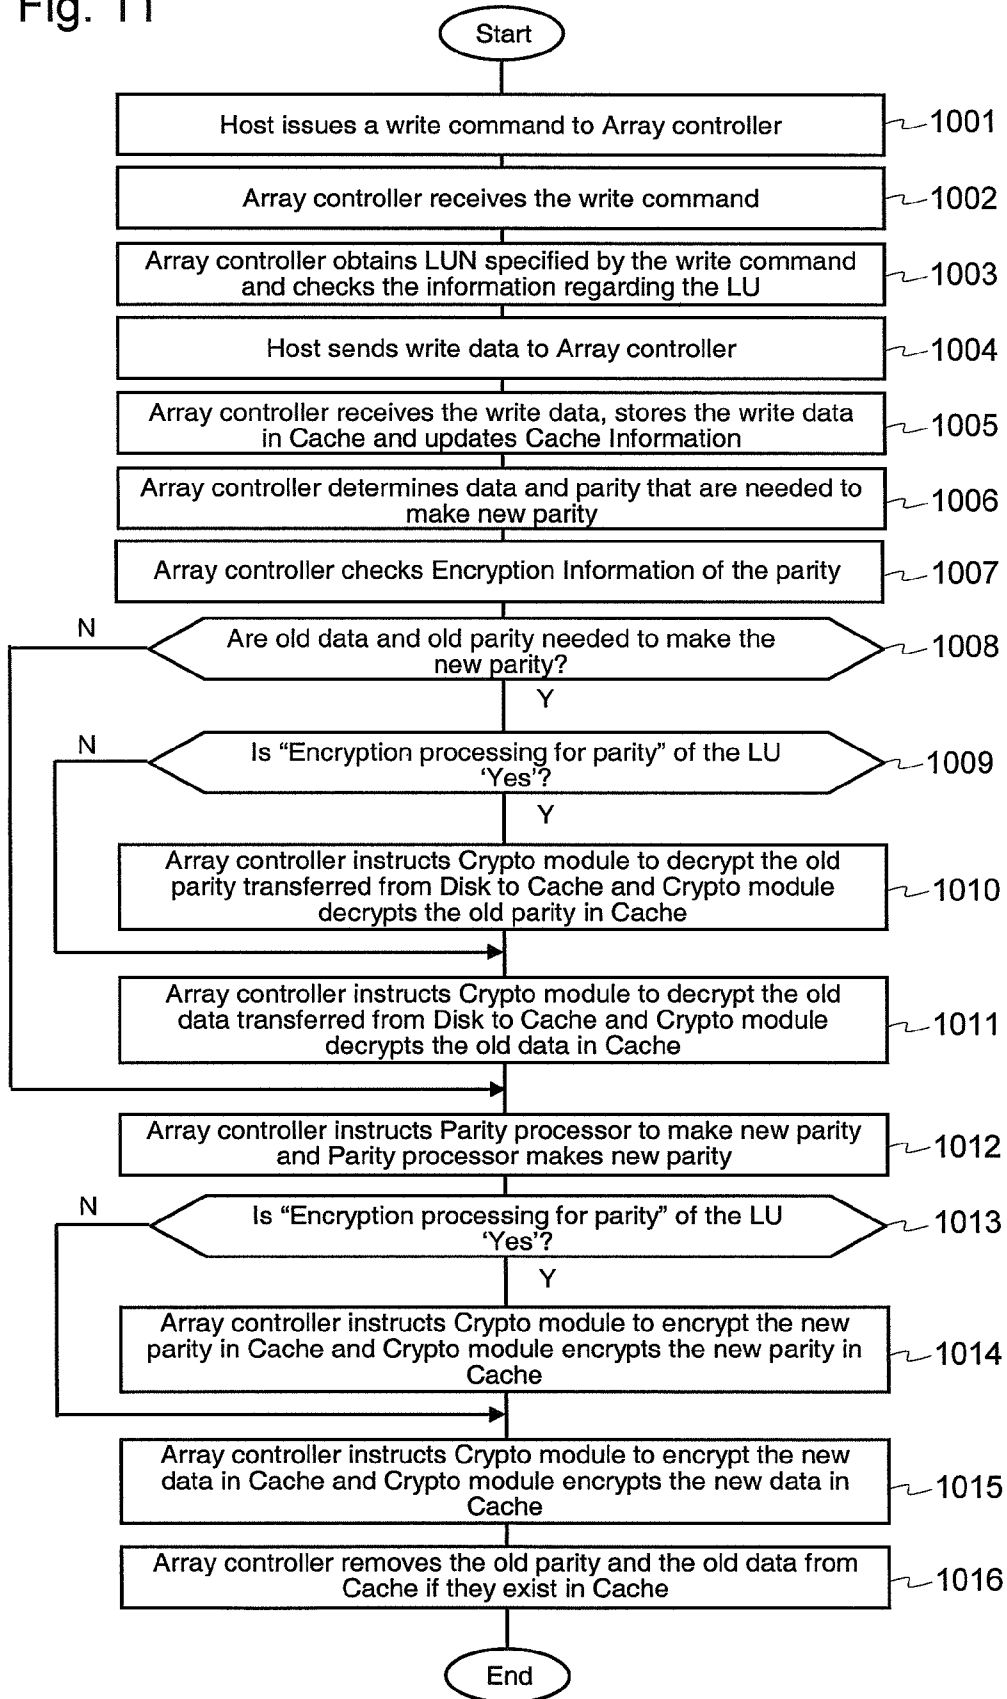 Fig. 11
Start
Host issues a write command to Array controller
1001
Array controller receives the write command
1002
Array controller obtains LUN specified by the write command
and checks the information regarding the LU
1003
Host sends write data to Array controller
1004
Array controller receives the write data, stores the write data
in Cache and updates Cache Information
1005
Array controller determines data and parity that are needed to
make new parity
1006
Array controller checks Encryption Information of the parity
1007
N
Are old data and old parity needed to make the
new parity?
1008
Y
N
Is “Encryption processing for parity” of the LU
‘Yes’?
1009
Y
Array controller instructs Crypto module to decrypt the old
parity transferred from Disk to Cache and Crypto module
decrypts the old parity in Cache
1010
Array controller instructs Crypto module to decrypt the old
data transferred from Disk to Cache and Crypto module
decrypts the old data in Cache
1011
Array controller instructs Parity processor to make new parity
and Parity processor makes new parity
1012
N
Is “Encryption processing for parity” of the LU
‘Yes’?
1013
Y
Array controller instructs Crypto module to encrypt the new
parity in Cache and Crypto module encrypts the new parity in
Cache
1014
Array controller instructs Crypto module to encrypt the new
data in Cache and Crypto module encrypts the new data in
Cache
1015
Array controller removes the old parity and the old data from
Cache if they exist in Cache
1016
End